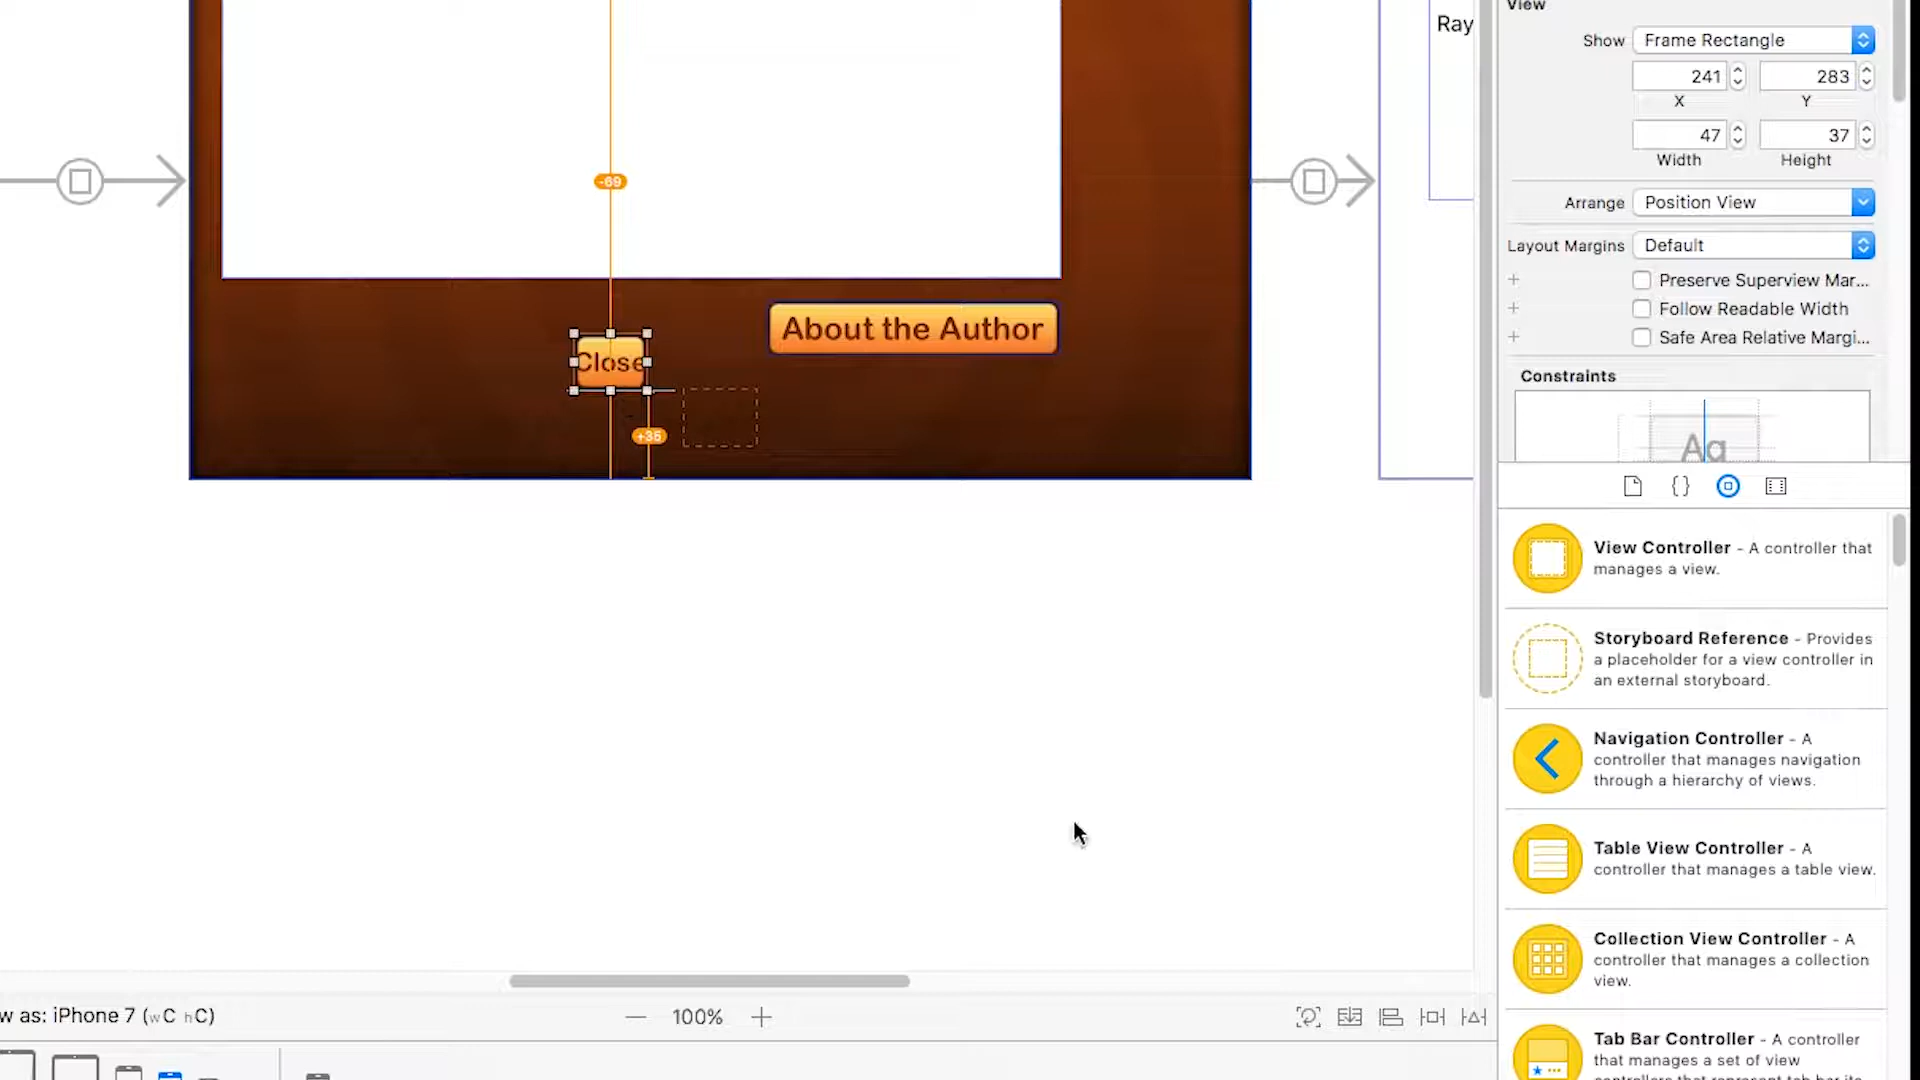 View
Ray
Show Frame Rectangle
241 283
X Y
47 37
Width Height
-69
Arrange Position View
Layout Margins Default
Preserve Superview Mar...
Follow Readable Width
Safe Area Relative Margi...
About the Author
Close
Constraints
+36
Aa
{}
View Controller - A controller that
manages a view.
Storyboard Reference - Provides
a placeholder for a view controller in
an external storyboard.
Navigation Controller - A
controller that manages navigation
through a hierarchy of views.
Table View Controller - A
controller that manages a table view.
Collection View Controller - A
controller that manages a collection
view.
w as: iPhone 7 (wC hC)
100%
Tab Bar Controller - A controller
that manages a set of view